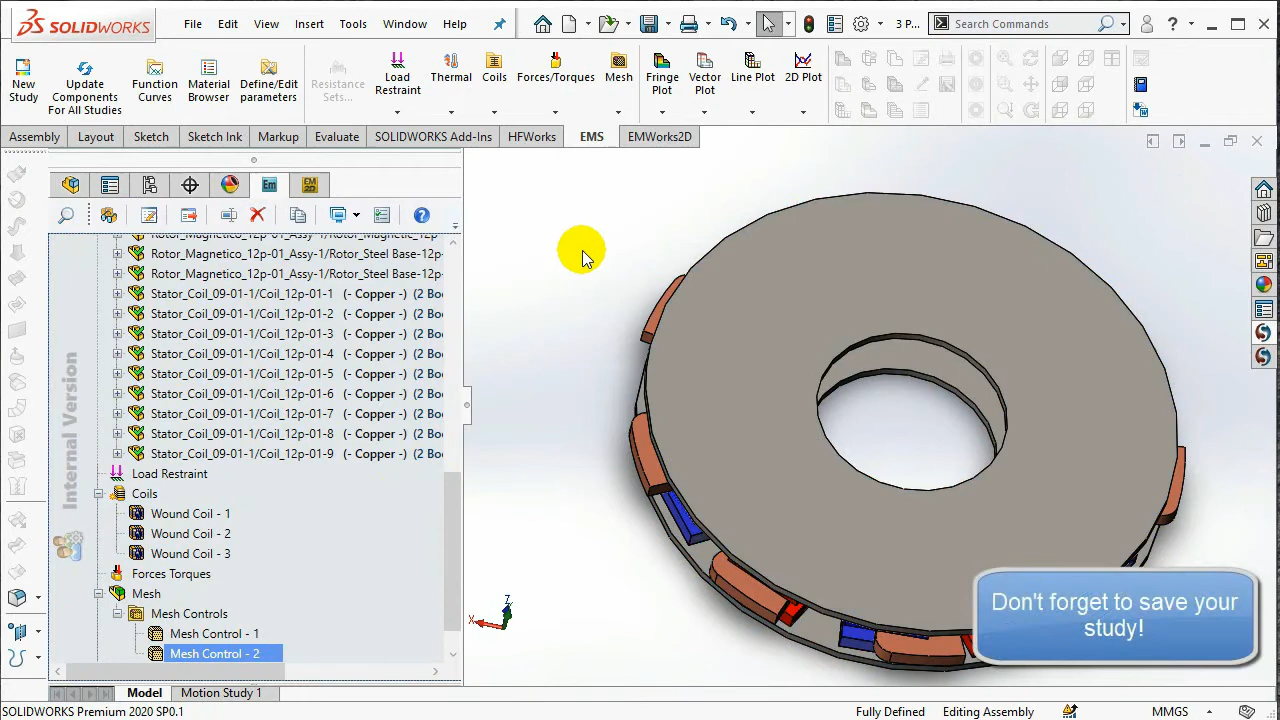 SOLIDWORKS
File Edit View Insert Tools Window Help
3 P...
Search Commands
New Study
Update Components For All Studies
Function Curves
Material Browser
Define/Edit parameters
Resistance Sets...
Load Restraint
Thermal
Coils
Forces/Torques
Mesh
Fringe Plot
Vector Plot
Line Plot
2D Plot
Assembly Layout Sketch Sketch Ink Markup Evaluate SOLIDWORKS Add-Ins HFWorks EMS EMWorks2D
Rotor_Magnetico_12p-01_Assy-1/Rotor_Magnetic_12p
Rotor_Magnetico_12p-01_Assy-1/Rotor_Steel Base-12p-
Rotor_Magnetico_12p-01_Assy-1/Rotor_Steel Base-12p-
Stator_Coil_09-01-1/Coil_12p-01-1 (- Copper -) (2 Bo
Stator_Coil_09-01-1/Coil_12p-01-2 (- Copper -) (2 Bo
Stator_Coil_09-01-1/Coil_12p-01-3 (- Copper -) (2 Bo
Stator_Coil_09-01-1/Coil_12p-01-4 (- Copper -) (2 Bo
Stator_Coil_09-01-1/Coil_12p-01-5 (- Copper -) (2 Bo
Stator_Coil_09-01-1/Coil_12p-01-6 (- Copper -) (2 Bo
Stator_Coil_09-01-1/Coil_12p-01-7 (- Copper -) (2 Bo
Stator_Coil_09-01-1/Coil_12p-01-8 (- Copper -) (2 Bo
Stator_Coil_09-01-1/Coil_12p-01-9 (- Copper -) (2 Bo
Load Restraint
Coils
Wound Coil - 1
Wound Coil - 2
Wound Coil - 3
Forces Torques
Mesh
Mesh Controls
Mesh Control - 1
Mesh Control - 2
Internal Version
Z
X
Don't forget to save your
study!
Model Motion Study 1
SOLIDWORKS Premium 2020 SP0.1 Fully Defined Editing Assembly MMGS